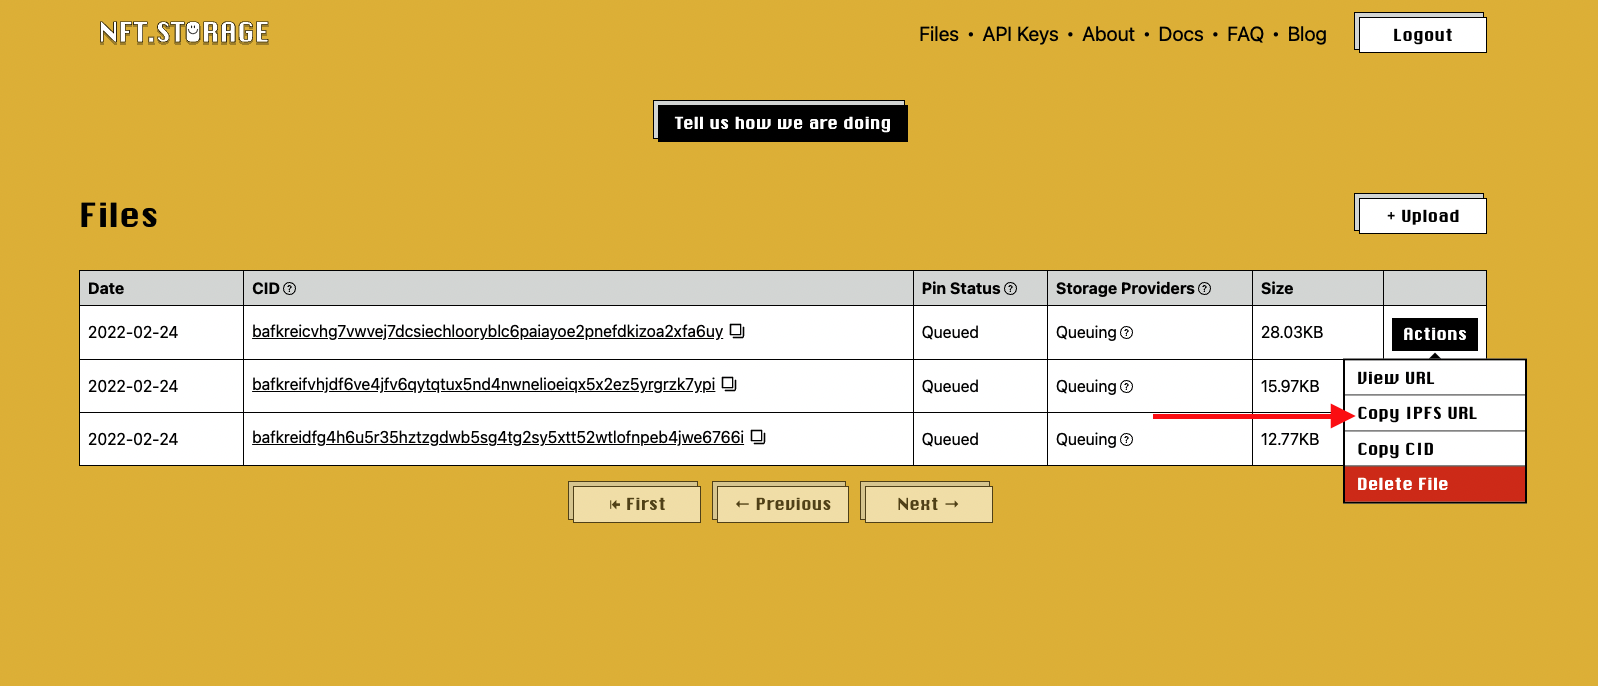 NFT.STORAGE
Files • API Keys • About • Docs • FAQ • Blog
Logout
Tell us how we are doing
Files
+ Upload
Date CID Pin Status Storage Providers Size
2022-02-24 bafkreicvhg7vwvej7dcsiechlooryblc6paiayoe2pnefdkizoa2xfa6uy Queued Queuing 28.03KB Actions
2022-02-24 bafkreifvhjdf6ve4jfv6qytqtux5nd4nwnelioeiqx5x2ez5yrgrzk7ypi Queued Queuing 15.97KB
2022-02-24 bafkreidfg4h6u5r35hztzgdwb5sg4tg2sy5xtt52wtlofnpeb4jwe6766i Queued Queuing 12.77KB
View URL
Copy IPFS URL
Copy CID
Delete File
⇤ First
← Previous
Next →